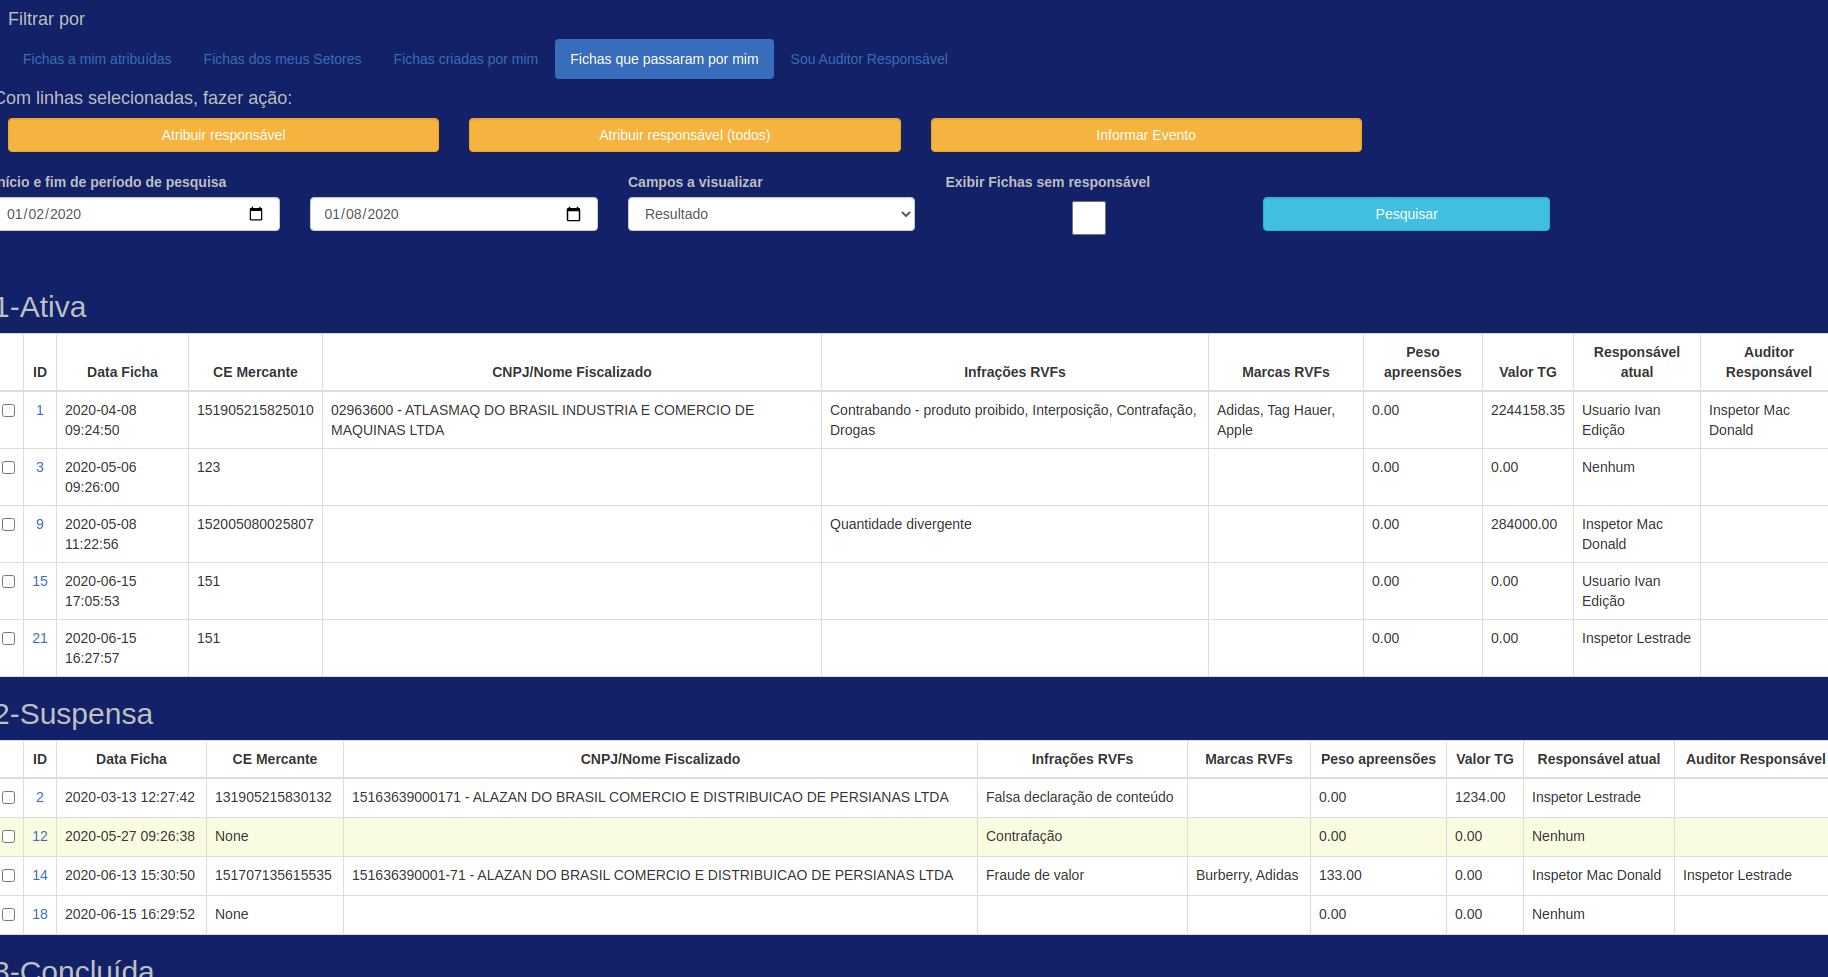 Filtrar por
Fichas a mim atribuídas Fichas dos meus Setores Fichas criadas por mim Fichas que passaram por mim Sou Auditor Responsável
Com linhas selecionadas, fazer ação:
Atribuir responsável Atribuir responsável (todos) Informar Evento
nício e fim de período de pesquisa Campos a visualizar Exibir Fichas sem responsável
01/02/2020 01/08/2020 Resultado Pesquisar
1-Ativa
ID Data Ficha CE Mercante CNPJ/Nome Fiscalizado Infrações RVFs Marcas RVFs Peso apreensões Valor TG Responsável atual Auditor Responsável
1 2020-04-08 09:24:50 151905215825010 02963600 - ATLASMAQ DO BRASIL INDUSTRIA E COMERCIO DE MAQUINAS LTDA Contrabando - produto proibido, Interposição, Contrafação, Drogas Adidas, Tag Hauer, Apple 0.00 2244158.35 Usuario Ivan Edição Inspetor Mac Donald
3 2020-05-06 09:26:00 123 0.00 0.00 Nenhum
9 2020-05-08 11:22:56 152005080025807 Quantidade divergente 0.00 284000.00 Inspetor Mac Donald
15 2020-06-15 17:05:53 151 0.00 0.00 Usuario Ivan Edição
21 2020-06-15 16:27:57 151 0.00 0.00 Inspetor Lestrade
2-Suspensa
ID Data Ficha CE Mercante CNPJ/Nome Fiscalizado Infrações RVFs Marcas RVFs Peso apreensões Valor TG Responsável atual Auditor Responsável
2 2020-03-13 12:27:42 131905215830132 15163639000171 - ALAZAN DO BRASIL COMERCIO E DISTRIBUICAO DE PERSIANAS LTDA Falsa declaração de conteúdo 0.00 1234.00 Inspetor Lestrade
12 2020-05-27 09:26:38 None Contrafação 0.00 0.00 Nenhum
14 2020-06-13 15:30:50 151707135615535 151636390001-71 - ALAZAN DO BRASIL COMERCIO E DISTRIBUICAO DE PERSIANAS LTDA Fraude de valor Burberry, Adidas 133.00 0.00 Inspetor Mac Donald Inspetor Lestrade
18 2020-06-15 16:29:52 None 0.00 0.00 Nenhum
3-Concluída